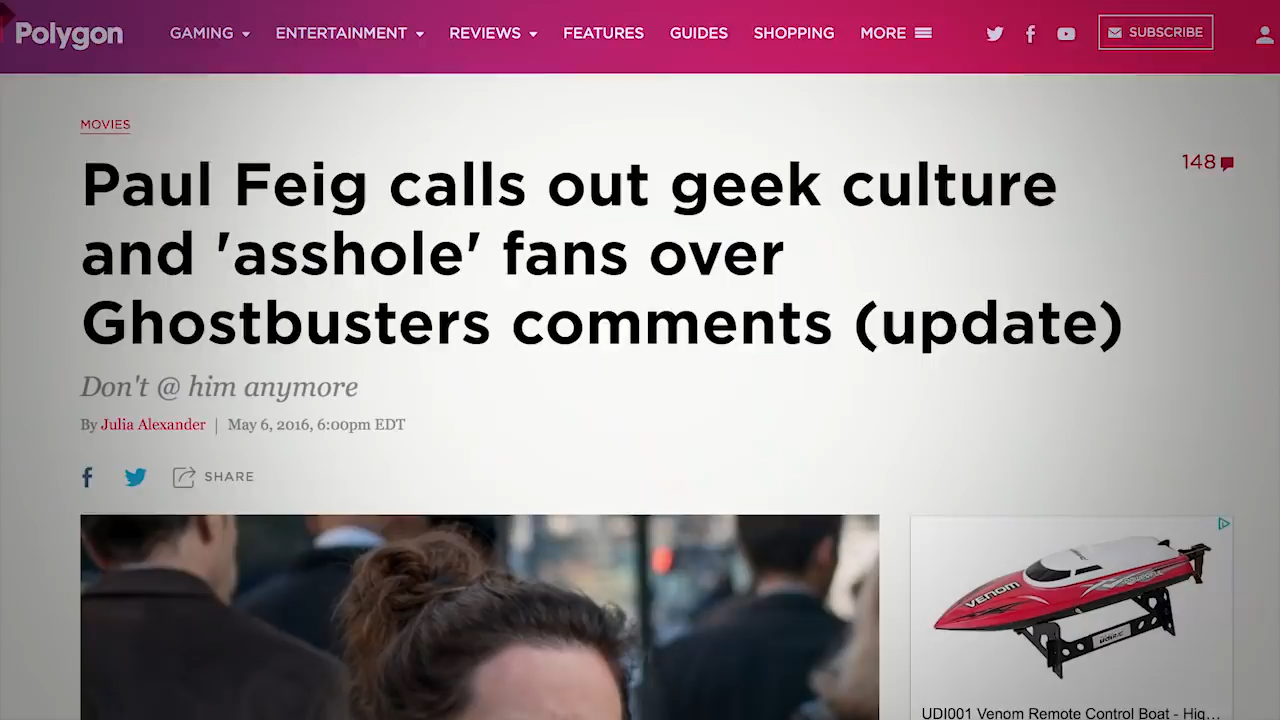 Polygon
GAMING ENTERTAINMENT REVIEWS FEATURES GUIDES SHOPPING MORE SUBSCRIBE
MOVIES
148
Paul Feig calls out geek culture
and 'asshole' fans over
Ghostbusters comments (update)
Don't @ him anymore
By Julia Alexander | May 6, 2016, 6:00pm EDT
SHARE
VENOM
UDI001 Venom Remote Control Boat - Hig...